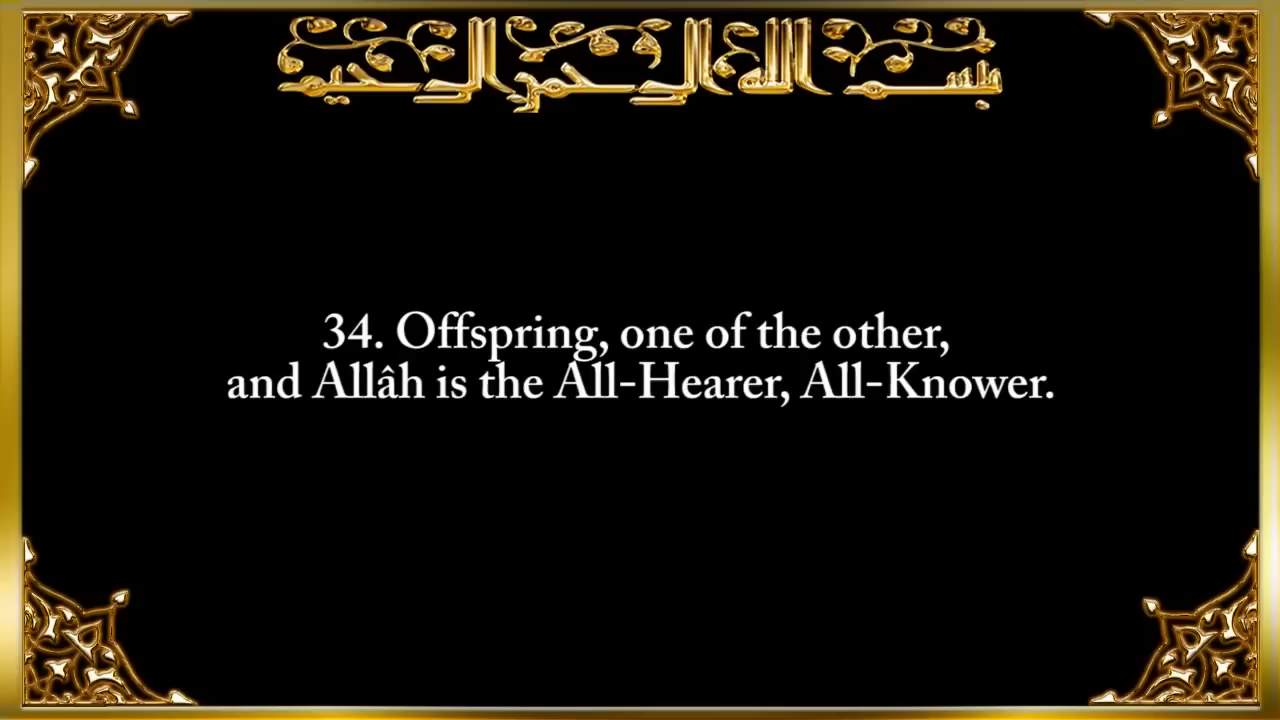 بسم الله الرحمن الرحيم
34. Offspring, one of the other,
and Allâh is the All-Hearer, All-Knower.